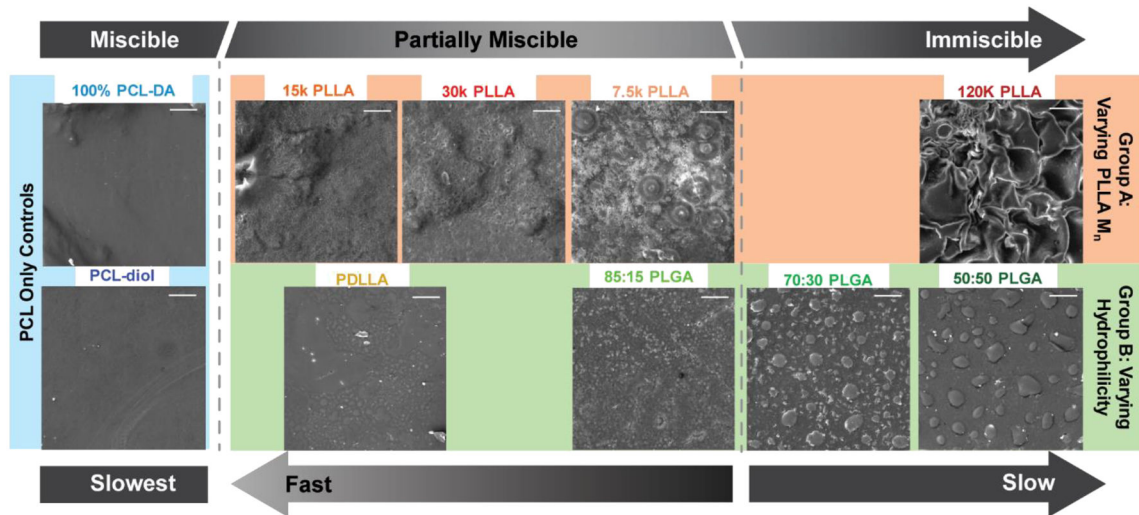 Miscible
Partially Miscible
Immiscible
PCL Only Controls
100% PCL-DA
15k PLLA
30k PLLA
7.5k PLLA
120K PLLA
Group A:
Varying PLLA Mn
PCL-diol
PDLLA
85:15 PLGA
70:30 PLGA
50:50 PLGA
Group B: Varying
Hydrophilicity
Slowest
Fast
Slow